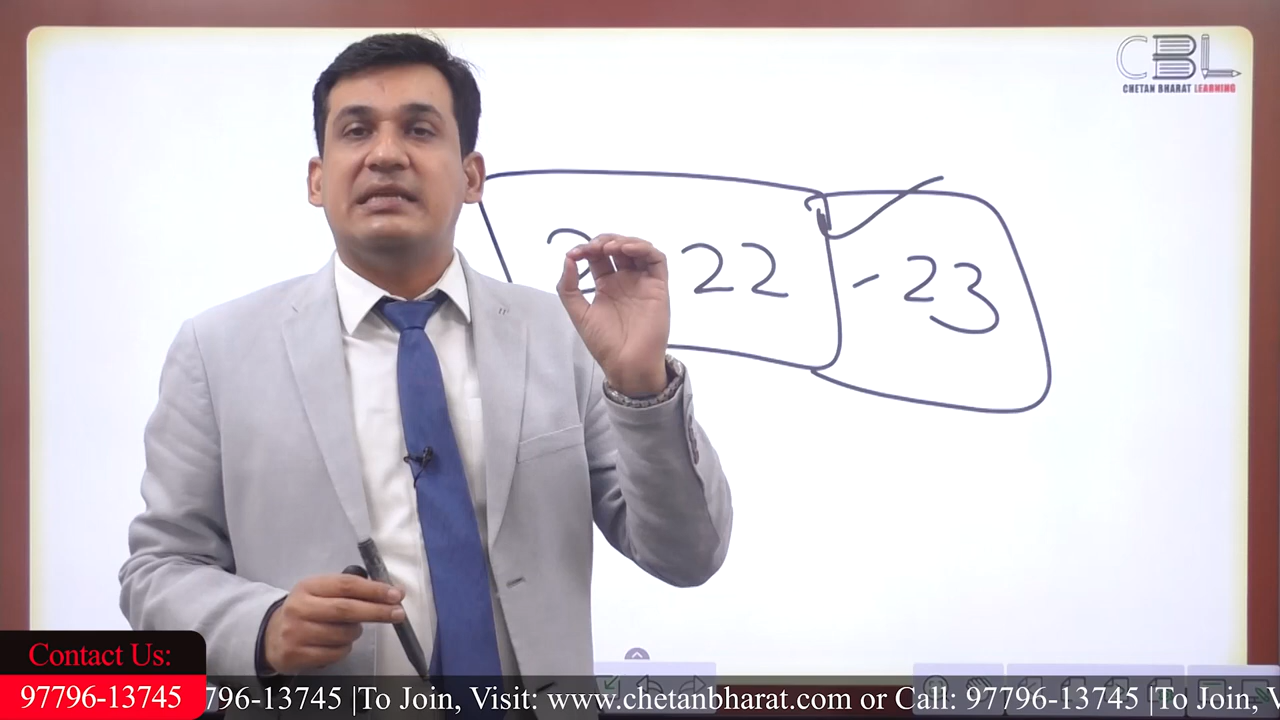 CBL
CHETAN BHARAT LEARNING
22 - 23
Contact Us:
97796-13745
796-13745 |To Join, Visit: www.chetanbharat.com or Call: 97796-13745 |To Join, V